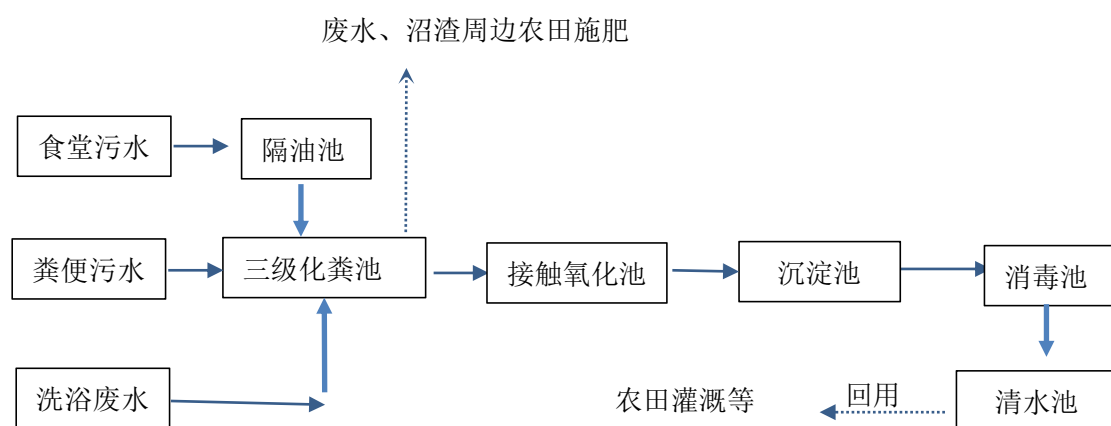 废水、沼渣周边农田施肥
食堂污水
隔油池
粪便污水
三级化粪池
接触氧化池
沉淀池
消毒池
洗浴废水
农田灌溉等
回用
清水池